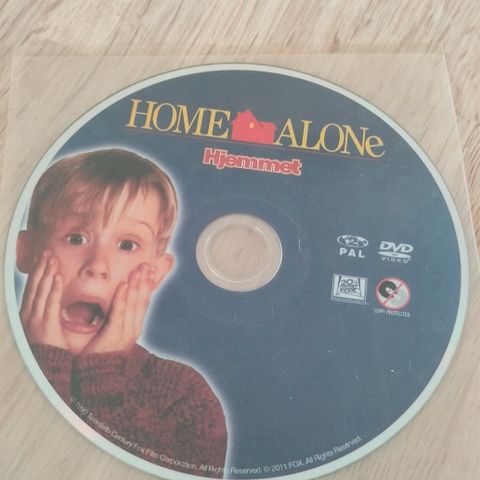 HOME ALONe
Hjemmet
2
PAL
DVD
VIDEO
20th
CENTURY
FOX
COPY PROTECTED
© 1990 Twentieth Century Fox Film Corporation. All Rights Reserved. © 2011 FOX. All Rights Reserved.